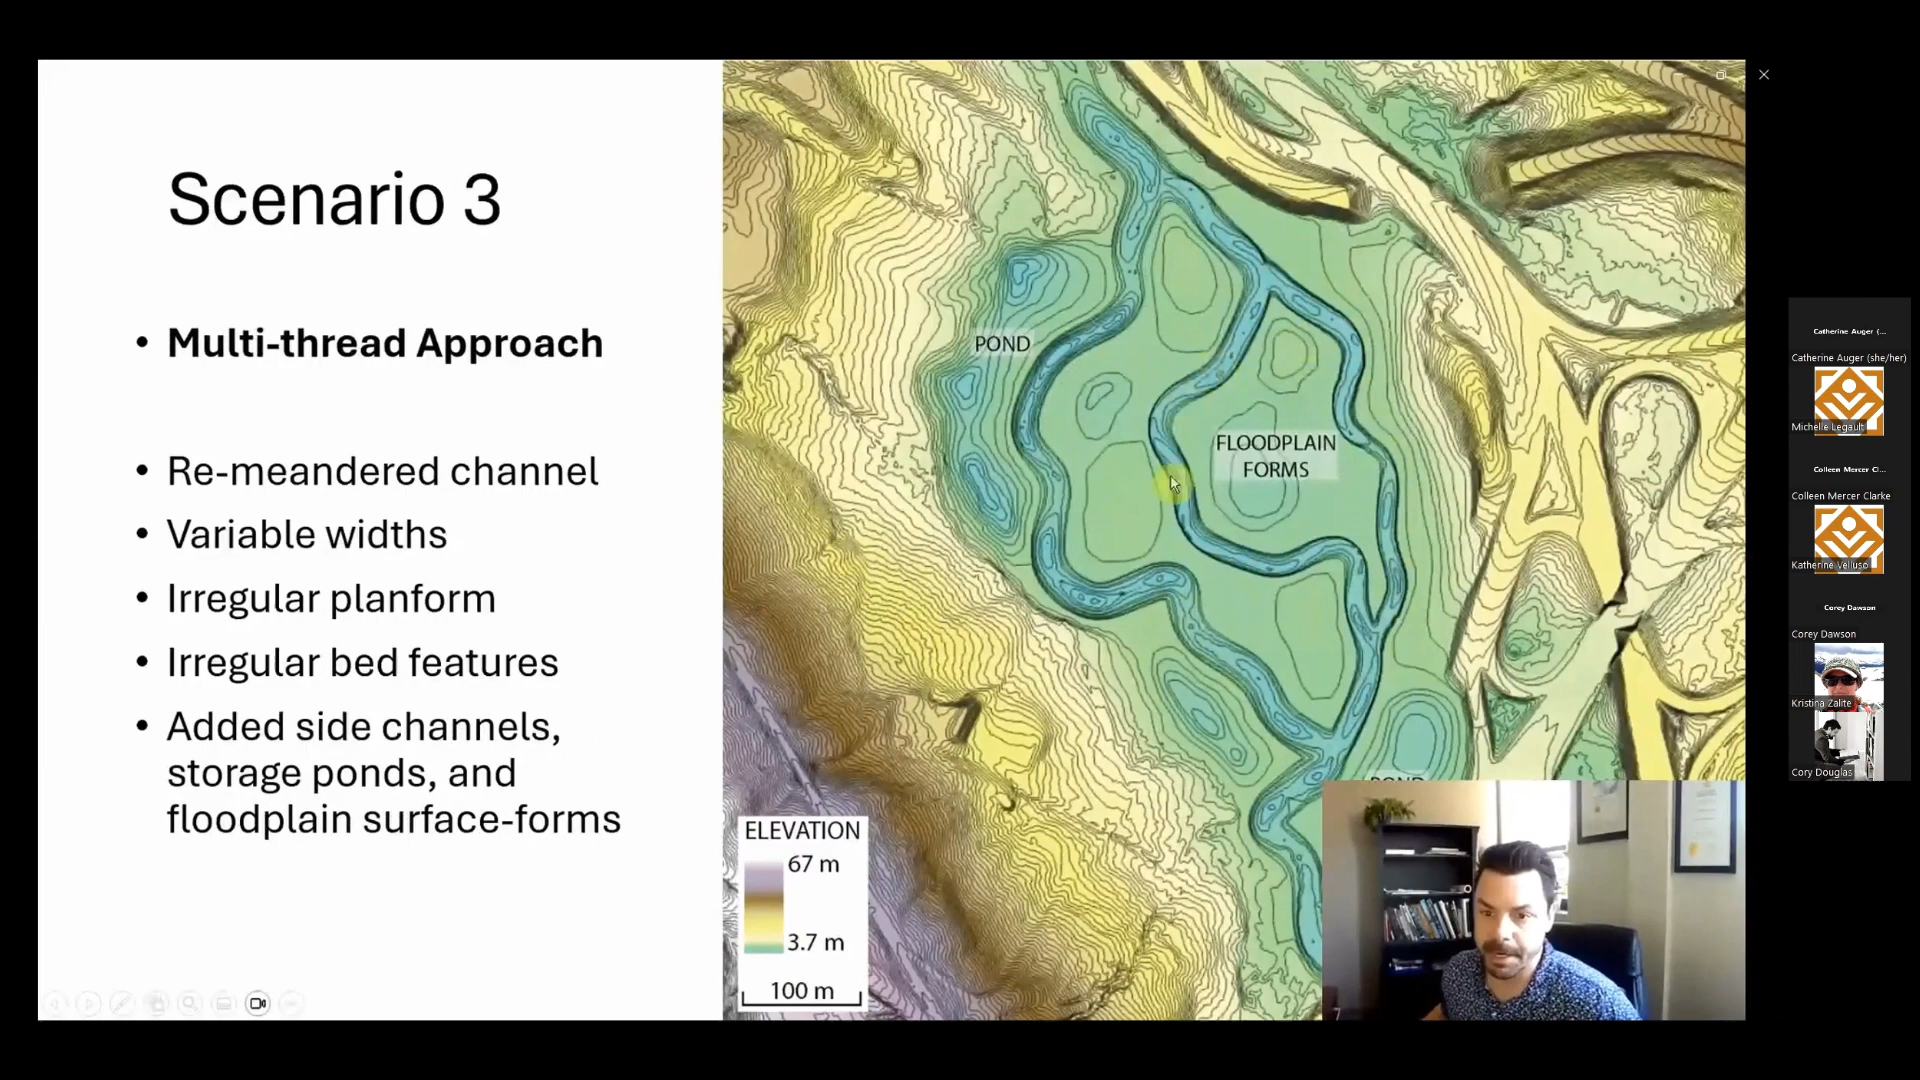 Scenario 3
• Multi-thread Approach
• Re-meandered channel
• Variable widths
• Irregular planform
• Irregular bed features
• Added side channels,
storage ponds, and
floodplain surface-forms
POND
FLOODPLAIN
FORMS
POND
ELEVATION
67 m
3.7 m
100 m
Catherine Auger (...
Catherine Auger (she/her)
Michelle Legault
Colleen Mercer Cl...
Colleen Mercer Clarke
Katherine Velluso
Corey Dawson
Corey Dawson
Kristina Zalite
Cory Douglas